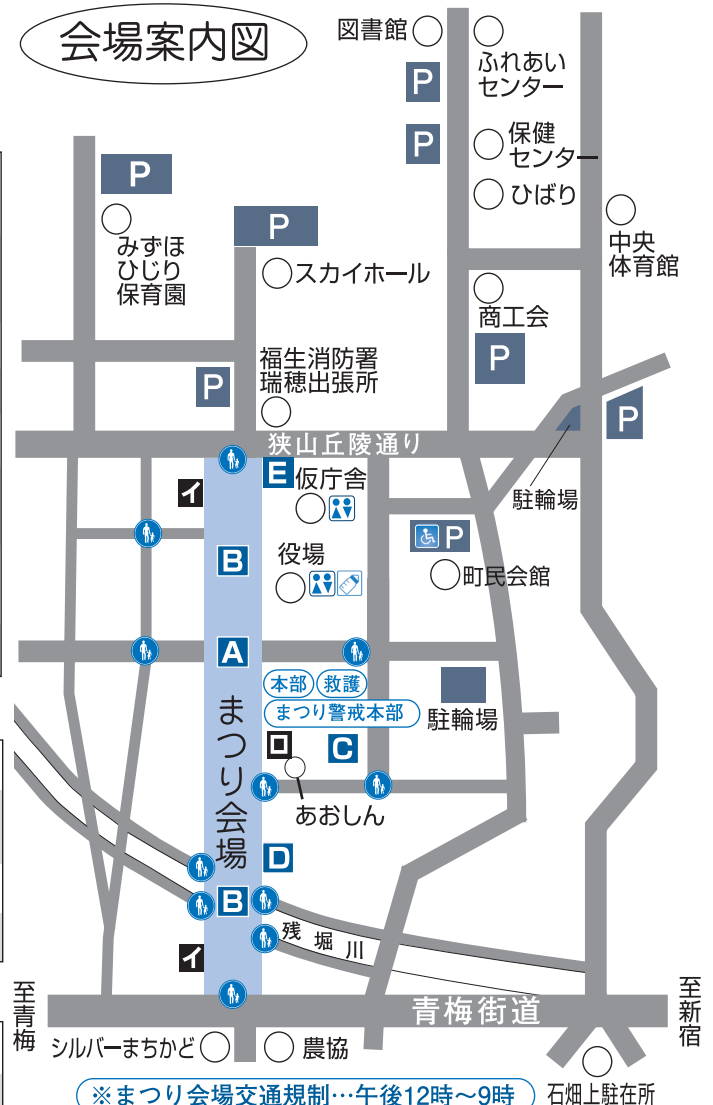 会場案内図
図書館
ふれあい
センター
P
P
保健
センター
ひばり
P
みずほ
ひじり
保育園
P
スカイホール
中央
体育館
商工会
P
福生消防署
瑞穂出張所
P
P
駐輪場
狭山丘陵通り
E
仮庁舎
イ
B
役場
P
町民会館
A
本部
救護
まつり警戒本部
駐輪場
まつり会場
ロ
C
あおしん
D
B
残堀川
イ
至青梅
青梅街道
至新宿
シルバーまちかど
農協
石畑上駐在所
※まつり会場交通規制…午後12時～9時